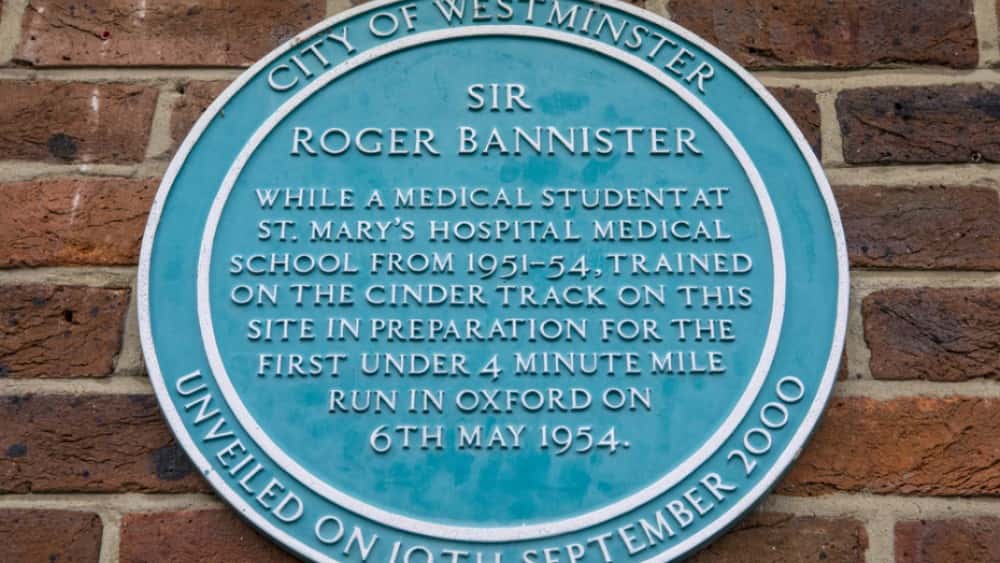 CITY OF WESTMINSTER
SIR
ROGER BANNISTER
WHILE A MEDICAL STUDENT AT
ST. MARY'S HOSPITAL MEDICAL
SCHOOL FROM 1951–54, TRAINED
ON THE CINDER TRACK ON THIS
SITE IN PREPARATION FOR THE
FIRST UNDER 4 MINUTE MILE
RUN IN OXFORD ON
6TH MAY 1954.
UNVEILED ON 10TH SEPTEMBER 2000